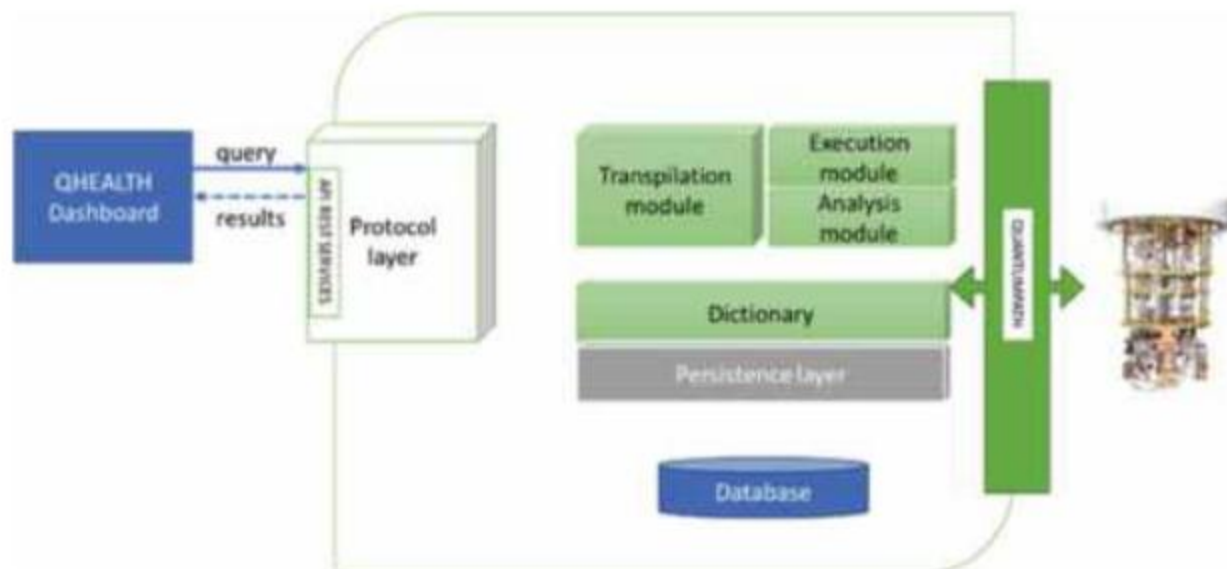 QHEALTH
Dashboard
query
results
API REST SERVICES
Protocol
layer
Transpilation
module
Execution
module
Analysis
module
Dictionary
Persistence layer
Database
QUANTUMPATH